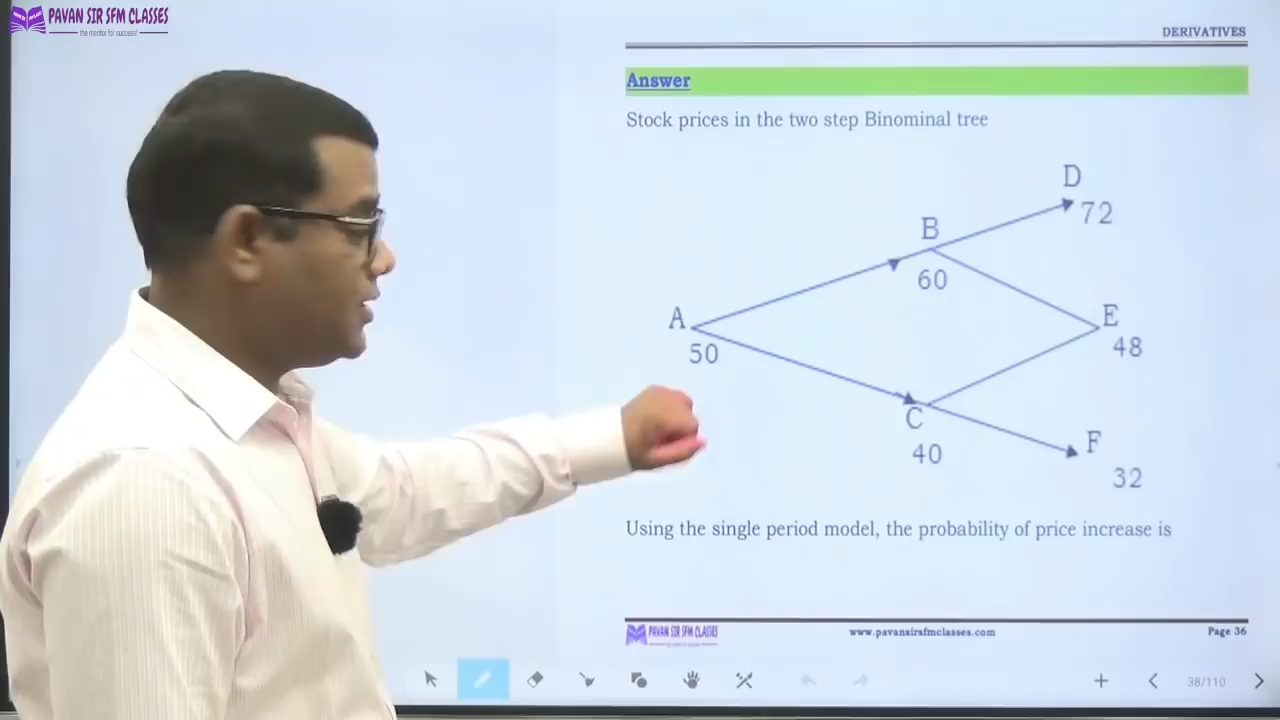 PAVAN SIR SFM CLASSES
the mentor for success!
DERIVATIVES
Answer
Stock prices in the two step Binominal tree
D
72
B
60
A
50
E
48
C
40
F
32
Using the single period model, the probability of price increase is
PAVAN SIR SFM CLASSES
www.pavansirsfmclasses.com
Page 36
38/110